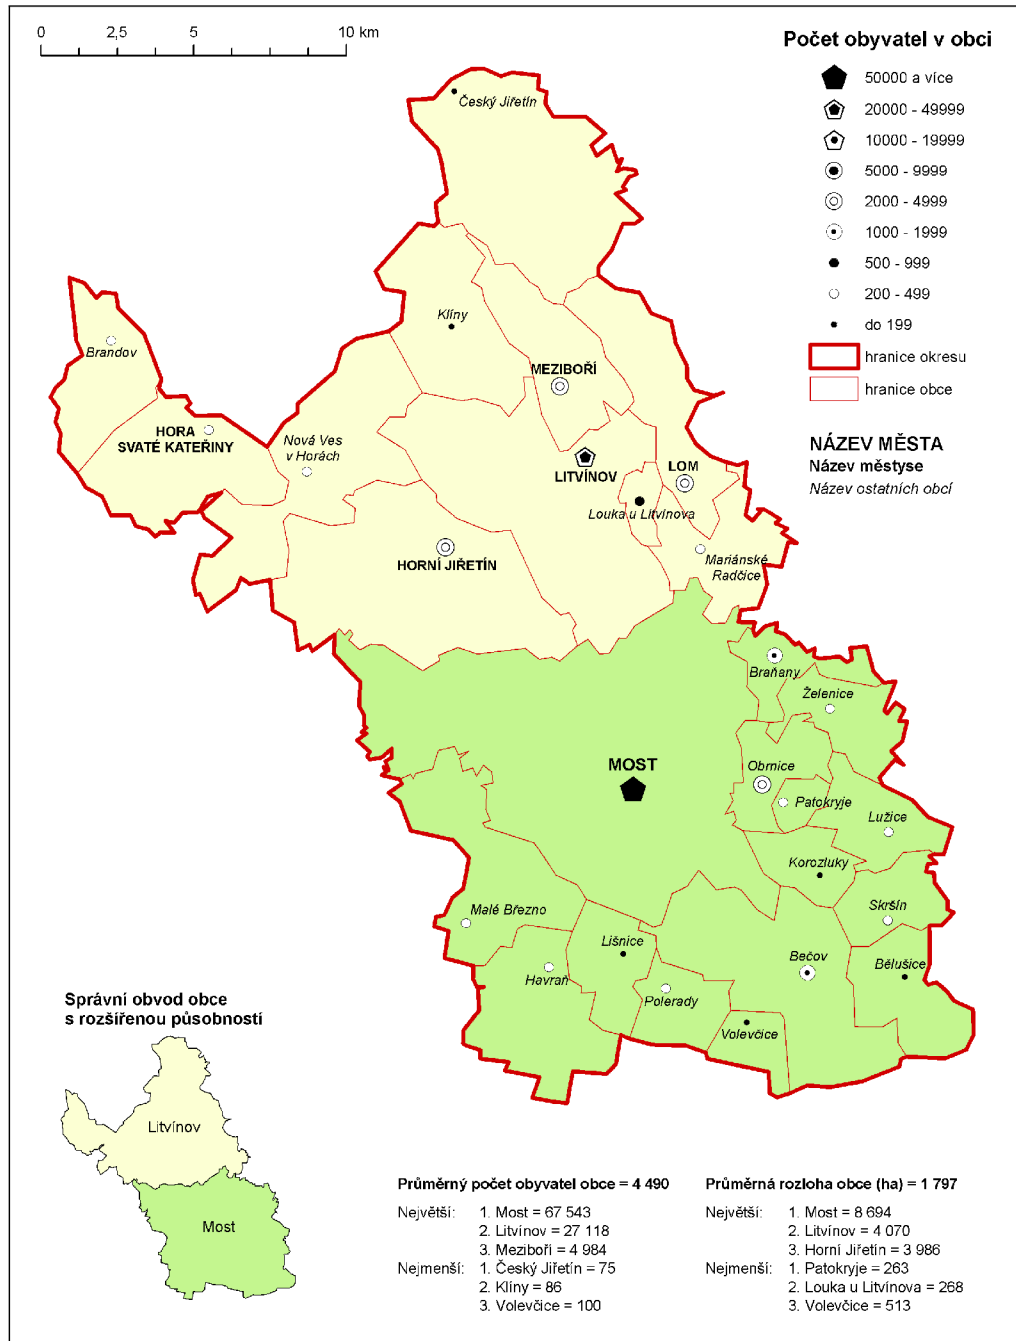 0 2,5 5 10 km
Počet obyvatel v obci
50000 a více
20000 - 49999
10000 - 19999
5000 - 9999
2000 - 4999
1000 - 1999
500 - 999
200 - 499
do 199
hranice okresu
hranice obce
NÁZEV MĚSTA
Název městyse
Název ostatních obcí
Český Jiřetín
Klíny
Brandov
MEZIBOŘÍ
HORA
SVATÉ KATEŘINY
Nová Ves
v Horách
LITVÍNOV
LOM
Louka u Litvínova
HORNÍ JIŘETÍN
Mariánské
Radčice
Braňany
Želenice
MOST
Obrnice
Patokryje
Lužice
Korozluky
Malé Březno
Skršín
Lišnice
Bečov
Bělušice
Havraň
Polerady
Volevčice
Správní obvod obce
s rozšířenou působností
Litvínov
Most
Průměrný počet obyvatel obce = 4 490
Největší: 1. Most = 67 543
2. Litvínov = 27 118
3. Meziboří = 4 984
Nejmenší: 1. Český Jiřetín = 75
2. Klíny = 86
3. Volevčice = 100
Průměrná rozloha obce (ha) = 1 797
Největší: 1. Most = 8 694
2. Litvínov = 4 070
3. Horní Jiřetín = 3 986
Nejmenší: 1. Patokryje = 263
2. Louka u Litvínova = 268
3. Volevčice = 513